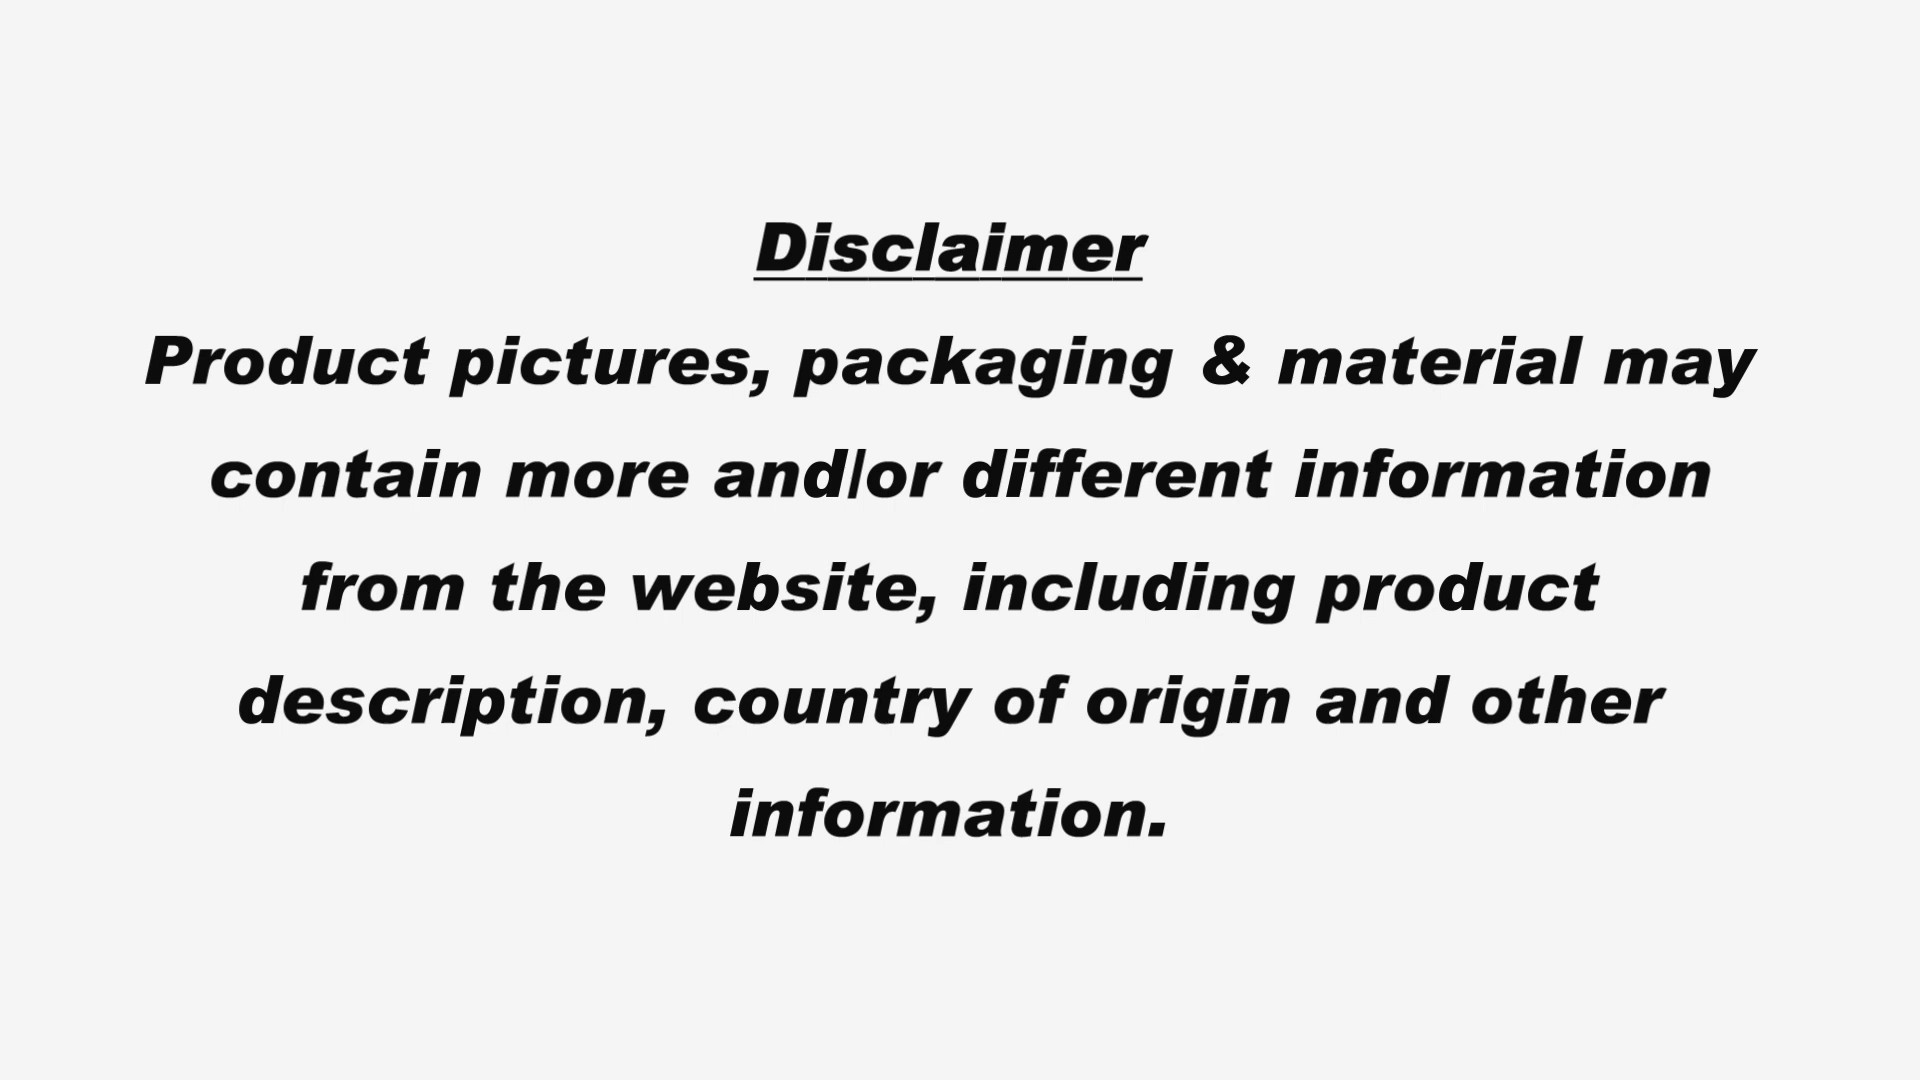 Disclaimer
Product pictures, packaging & material may
contain more and/or different information
from the website, including product
description, country of origin and other
information.